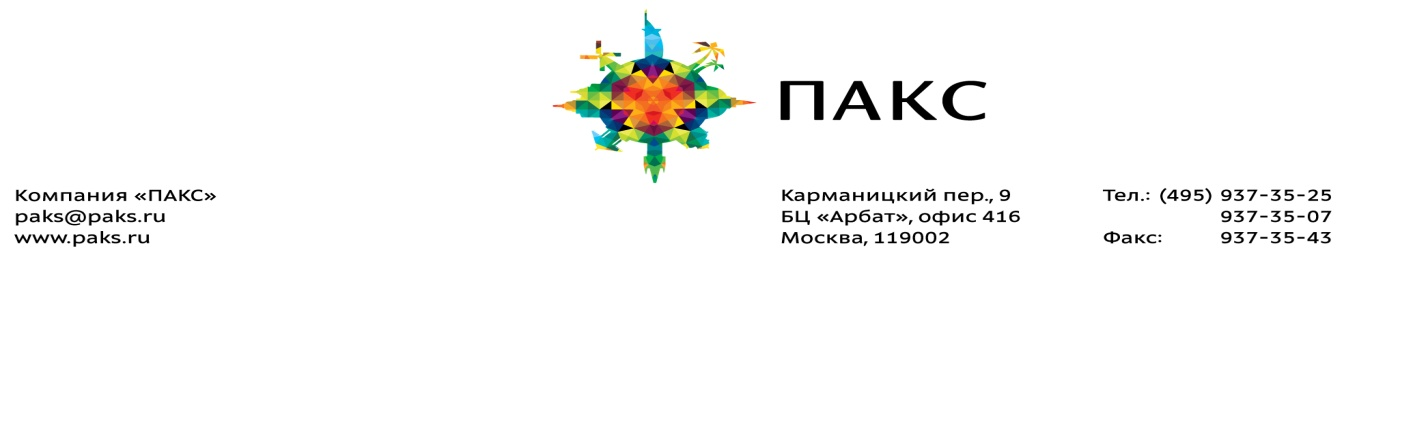 ПАКС
Компания «ПАКС»
paks@paks.ru
www.paks.ru
Карманицкий пер., 9
БЦ «Арбат», офис 416
Москва, 119002
Тел.: (495) 937-35-25
937-35-07
Факс: 937-35-43